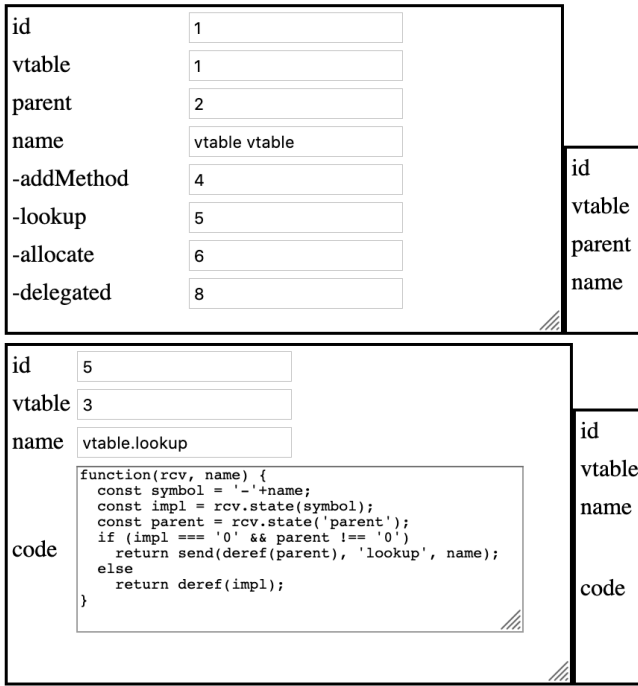 id 1
vtable 1
parent 2
name vtable vtable
-addMethod 4
-lookup 5
-allocate 6
-delegated 8
id
vtable
parent
name
id 5
vtable 3
name vtable.lookup
code
function(rcv, name) {
  const symbol = '-'+name;
  const impl = rcv.state(symbol);
  const parent = rcv.state('parent');
  if (impl === '0' && parent !== '0')
    return send(deref(parent), 'lookup', name);
  else
    return deref(impl);
}
id
vtable
name
code